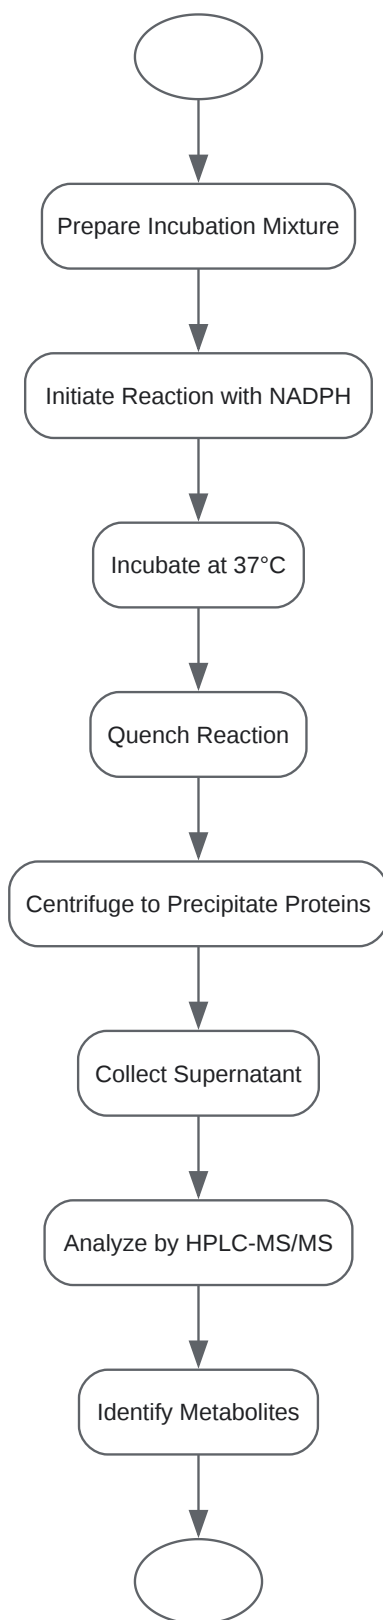 Prepare Incubation Mixture
Initiate Reaction with NADPH
Incubate at 37°C
Quench Reaction
Centrifuge to Precipitate Proteins
Collect Supernatant
Analyze by HPLC-MS/MS
Identify Metabolites